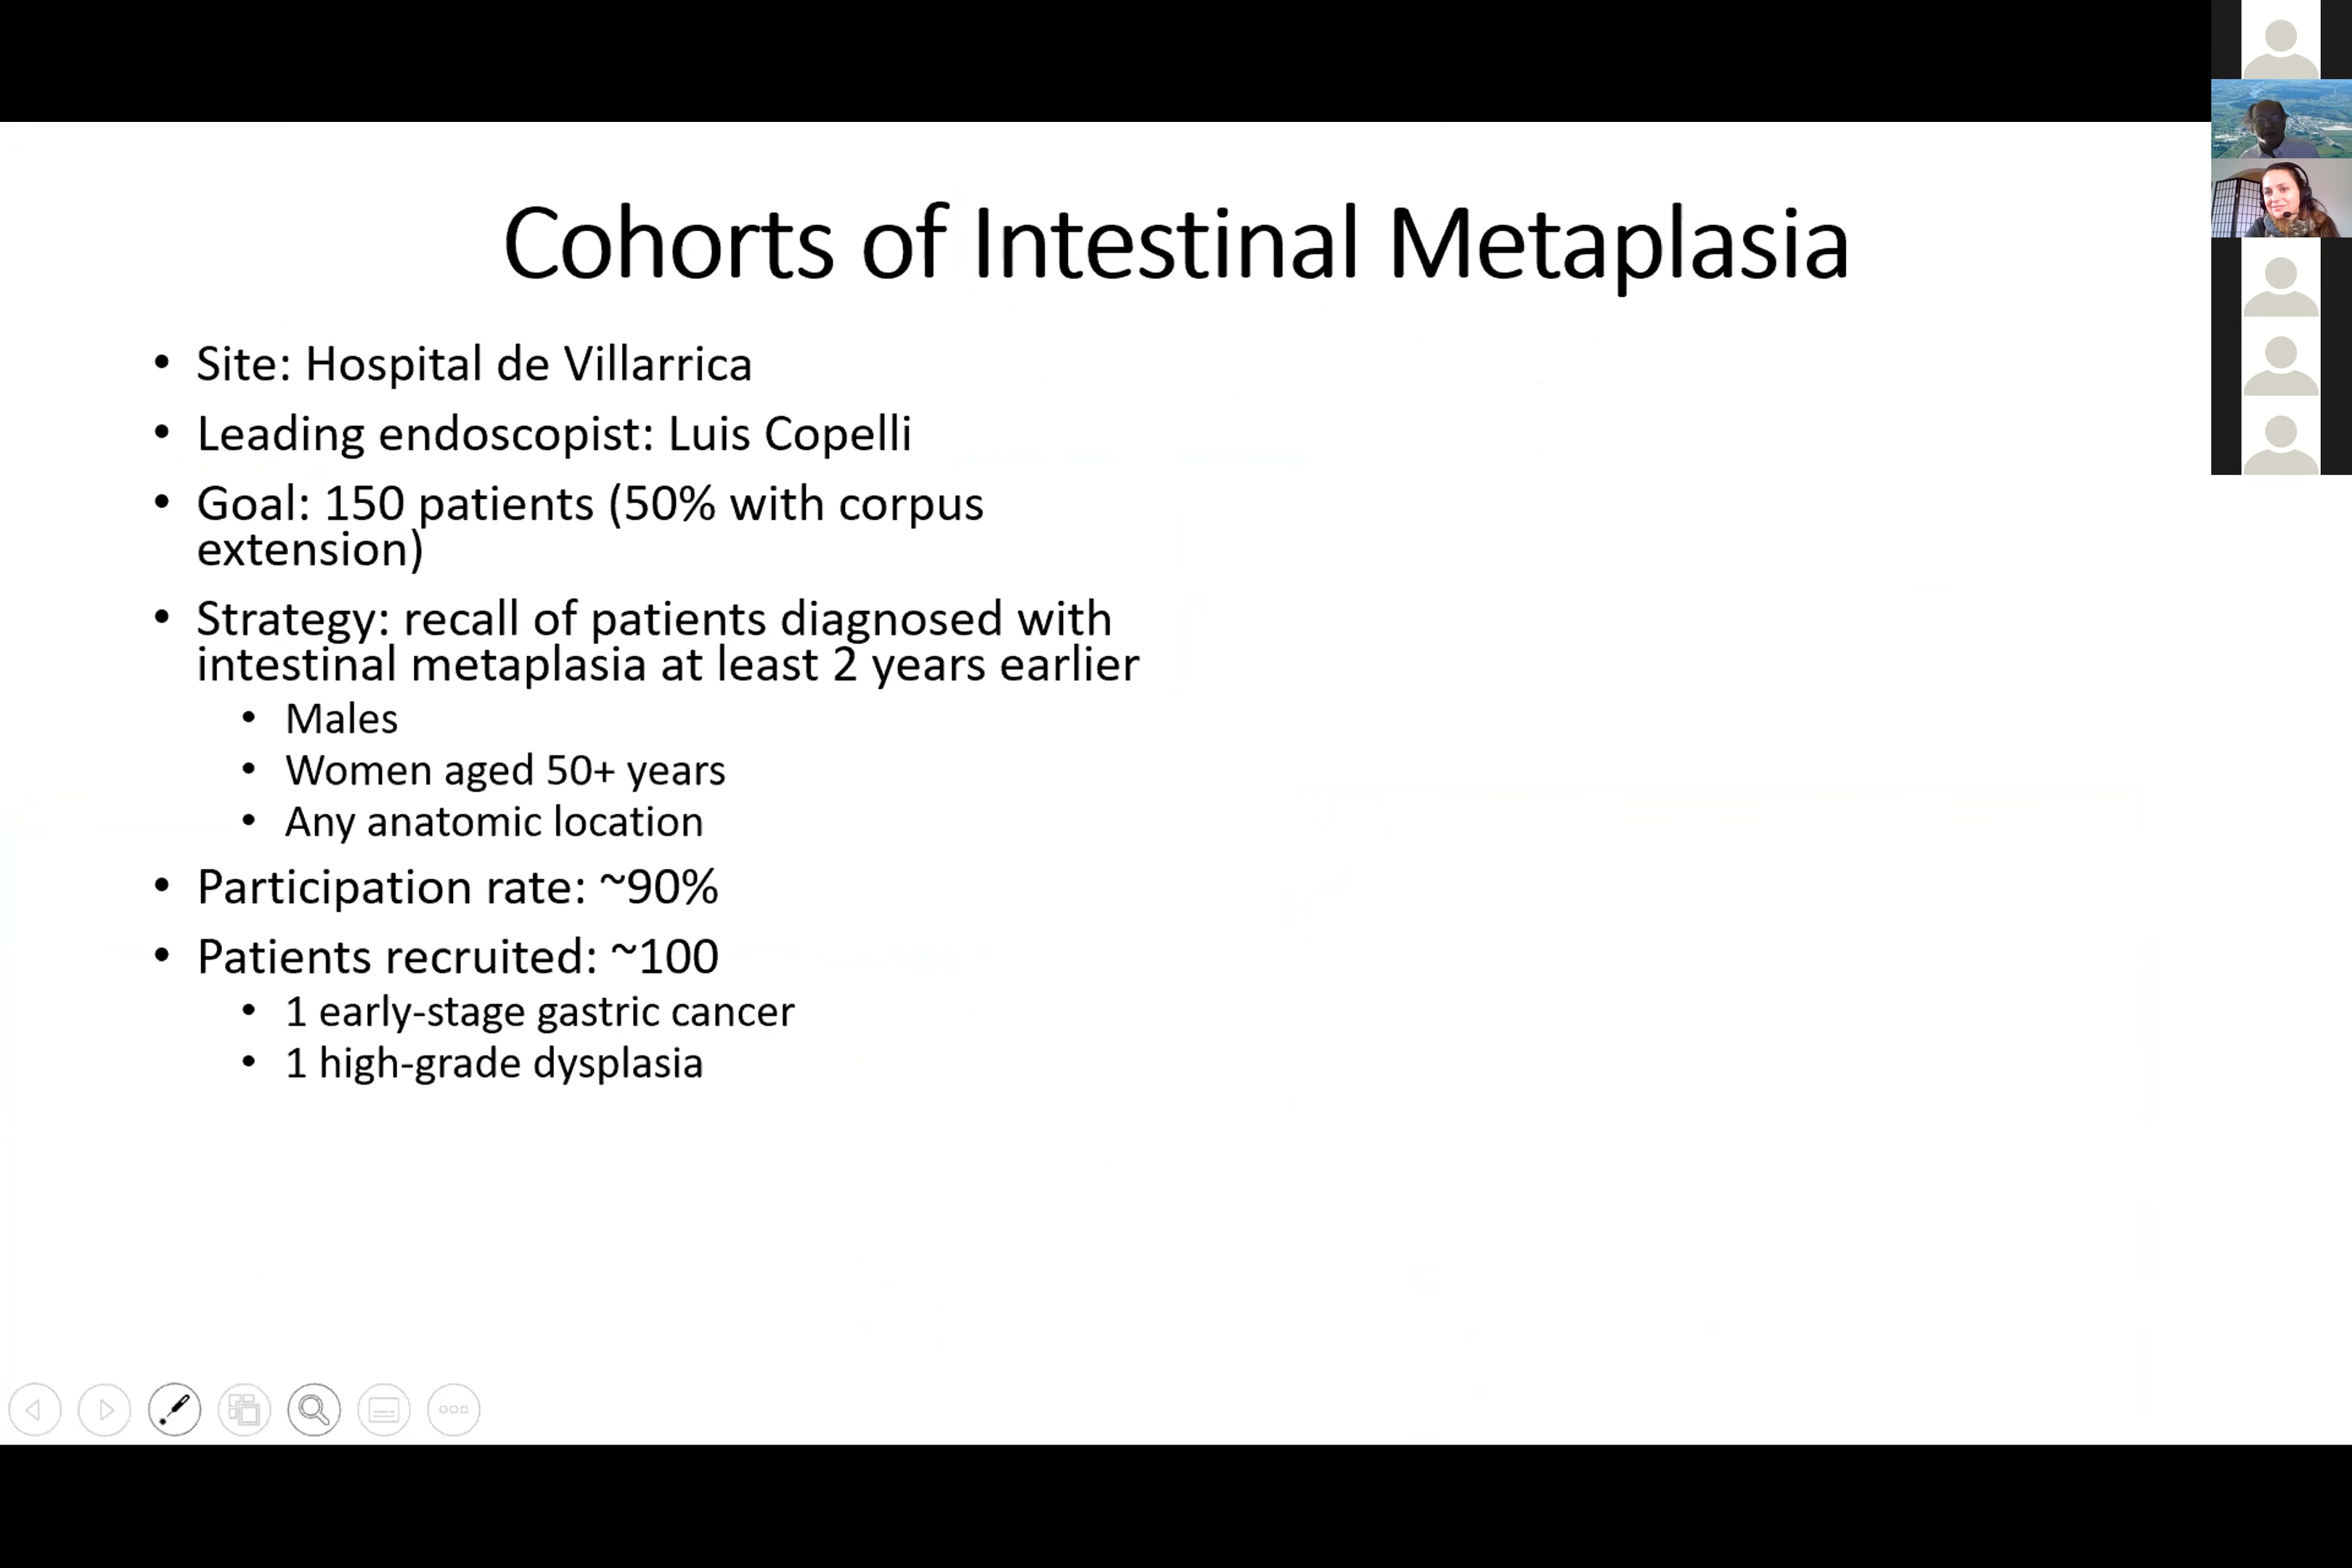 Cohorts of Intestinal Metaplasia
• Site: Hospital de Villarrica
• Leading endoscopist: Luis Copelli
• Goal: 150 patients (50% with corpus
extension)
• Strategy: recall of patients diagnosed with
intestinal metaplasia at least 2 years earlier
• Males
• Women aged 50+ years
• Any anatomic location
• Participation rate: ~90%
• Patients recruited: ~100
• 1 early-stage gastric cancer
• 1 high-grade dysplasia